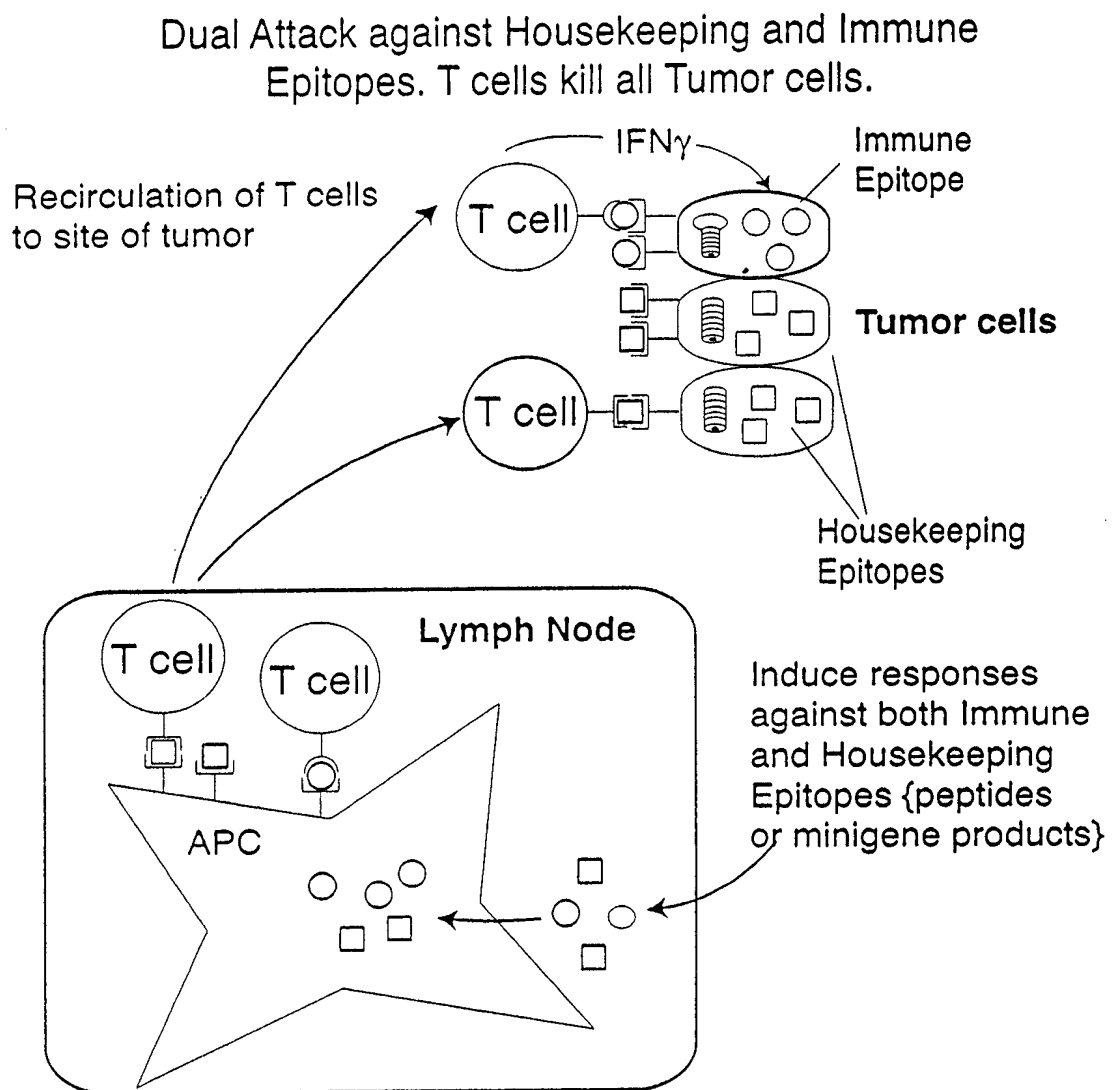 Dual Attack against Housekeeping and Immune
Epitopes. T cells kill all Tumor cells.
IFNγ
Immune
Epitope
Recirculation of T cells
to site of tumor
T cell
Tumor cells
T cell
Housekeeping
Epitopes
Lymph Node
T cell
T cell
Induce responses
against both Immune
and Housekeeping
Epitopes {peptides
or minigene products}
APC